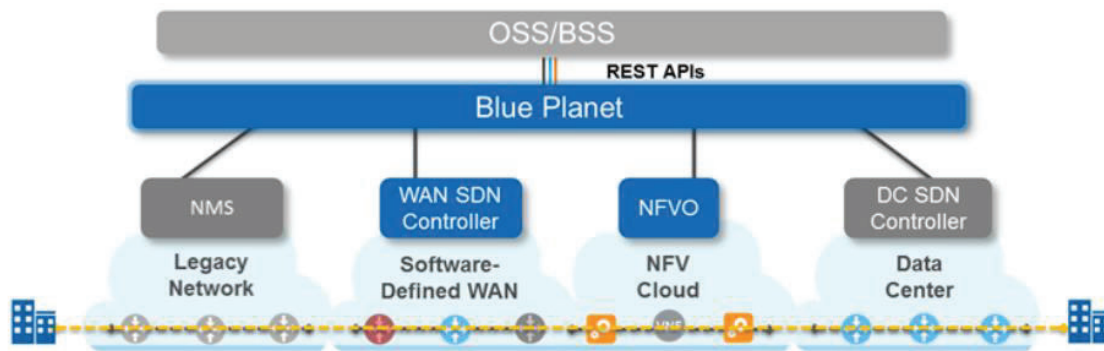 OSS/BSS
REST APIs
Blue Planet
NMS
WAN SDN
Controller
NFVO
DC SDN
Controller
Legacy
Network
Software-
Defined WAN
NFV
Cloud
Data
Center
VNF